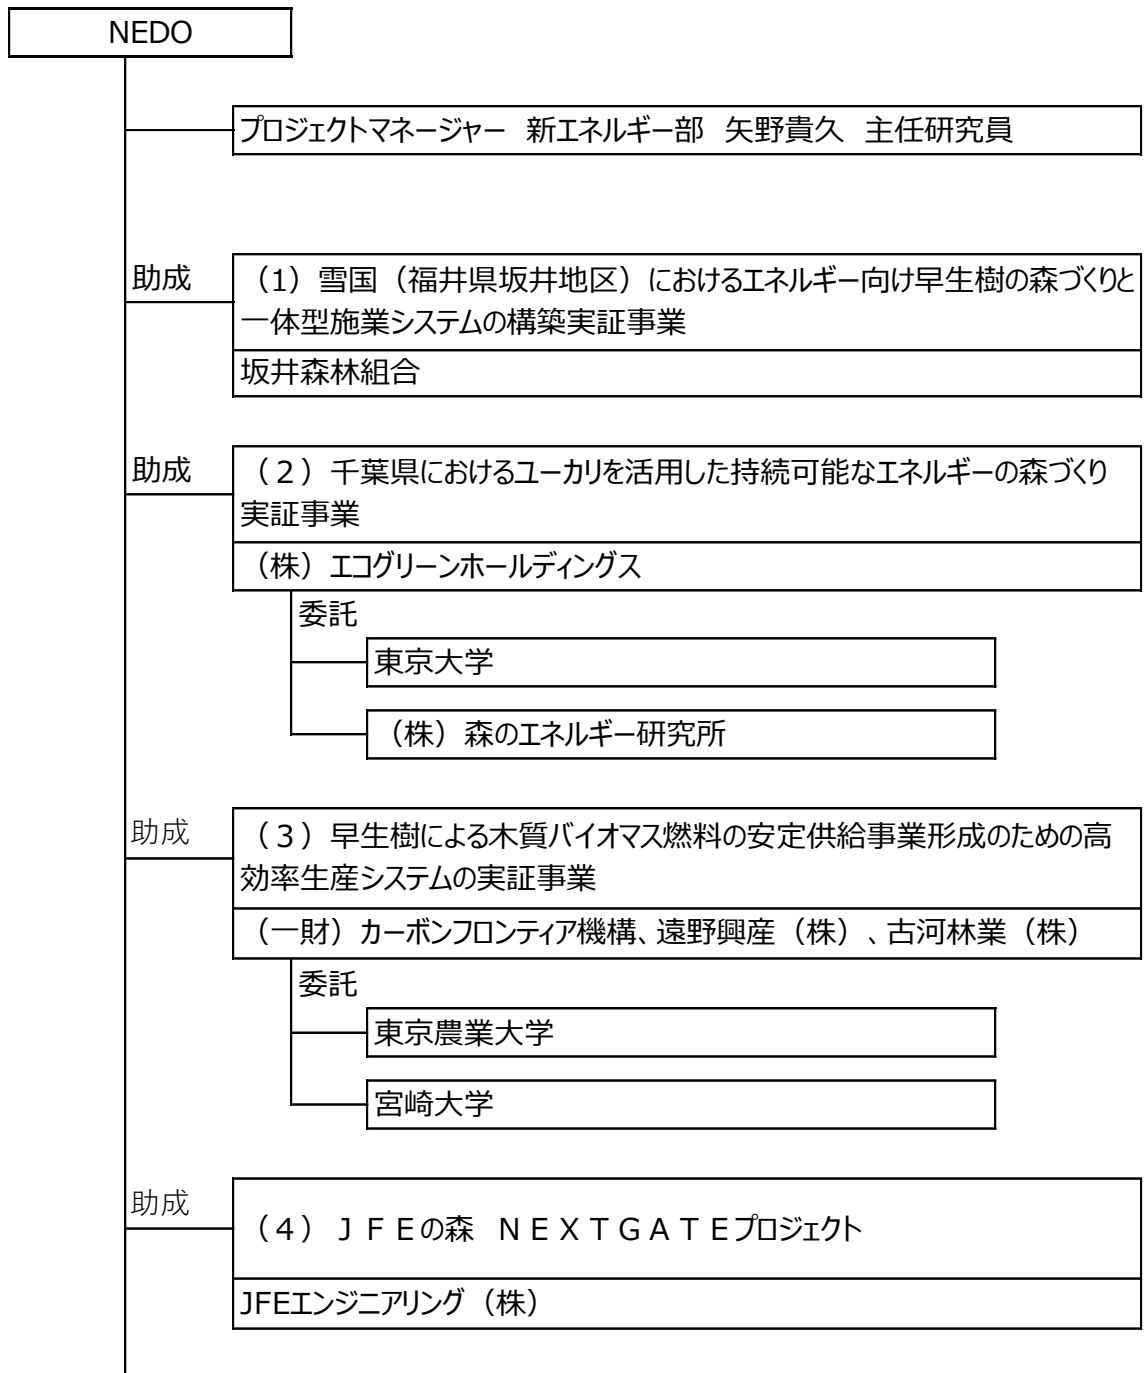 NEDO
プロジェクトマネージャー　新エネルギー部　矢野貴久　主任研究員
助成
（1）雪国（福井県坂井地区）におけるエネルギー向け早生樹の森づくりと
一体型施業システムの構築実証事業
坂井森林組合
助成
（２）千葉県におけるユーカリを活用した持続可能なエネルギーの森づくり
実証事業
（株）エコグリーンホールディングス
委託
東京大学
（株）森のエネルギー研究所
助成
（３）早生樹による木質バイオマス燃料の安定供給事業形成のための高
効率生産システムの実証事業
（一財）カーボンフロンティア機構、遠野興産（株）、古河林業（株）
委託
東京農業大学
宮崎大学
助成
（４）ＪＦＥの森　ＮＥＸＴＧＡＴＥプロジェクト
JFEエンジニアリング（株）